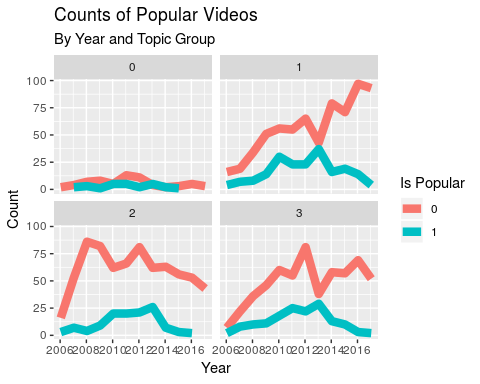 Counts of Popular Videos
By Year and Topic Group
0 1
100
75
50
25
0
2 3
100
75
50
25
0
2006 2008 2010 2012 2014 2016 2006 2008 2010 2012 2014 2016
Year
Count
Is Popular
0
1